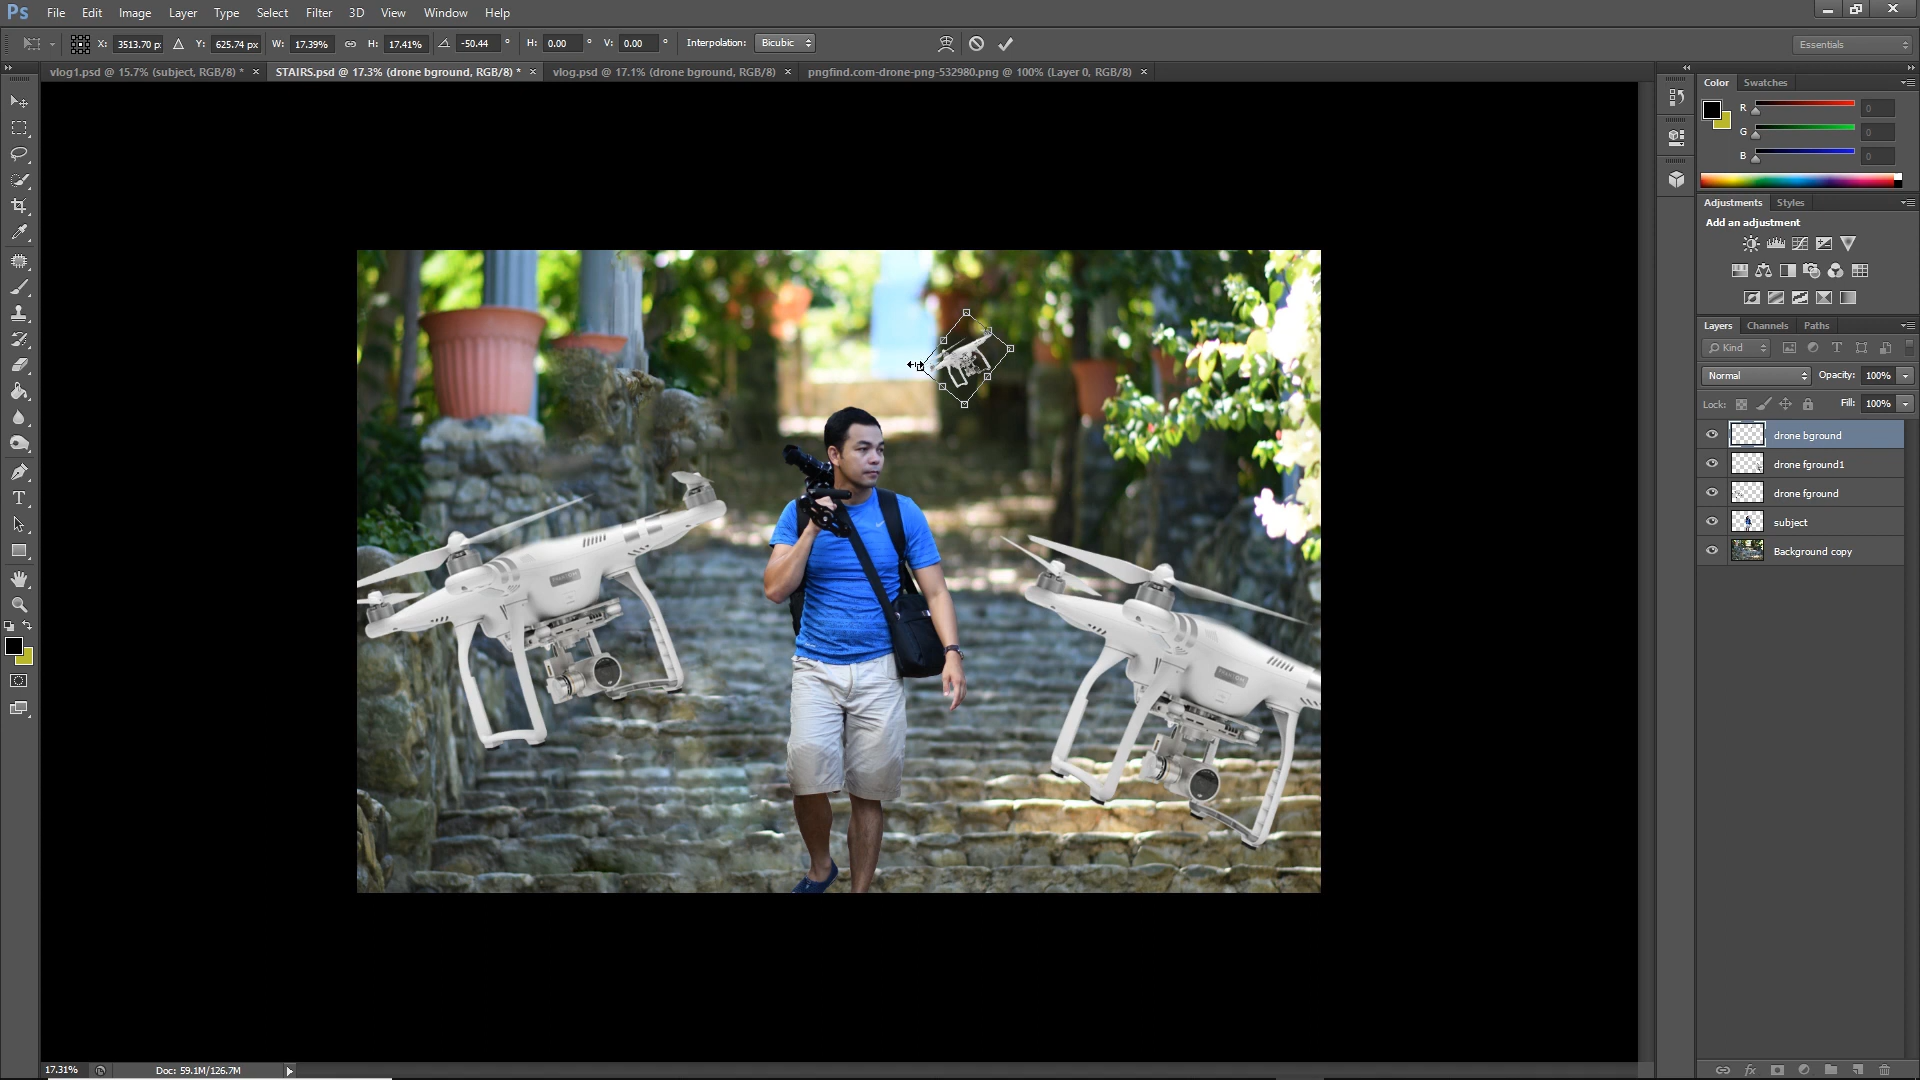 Ps File Edit Image Layer Type Select Filter 3D View Window Help
X: 3513.70 p Y: 625.74 px W: 17.39% H: 17.41% -50.44 ° H: 0.00 ° V: 0.00 ° Interpolation: Bicubic Essentials
vlog1.psd @ 15.7% (subject, RGB/8) * × STAIRS.psd @ 17.3% (drone bground, RGB/8) * × vlog.psd @ 17.1% (drone bground, RGB/8) × pngfind.com-drone-png-532980.png @ 100% (Layer 0, RGB/8) ×
Color Swatches
R 0
G 0
B 0
Adjustments Styles
Add an adjustment
Layers Channels Paths
Kind
Normal Opacity: 100%
Lock: Fill: 100%
drone bground
drone fground1
drone fground
subject
Background copy
17.31% Doc: 59.1M/126.7M